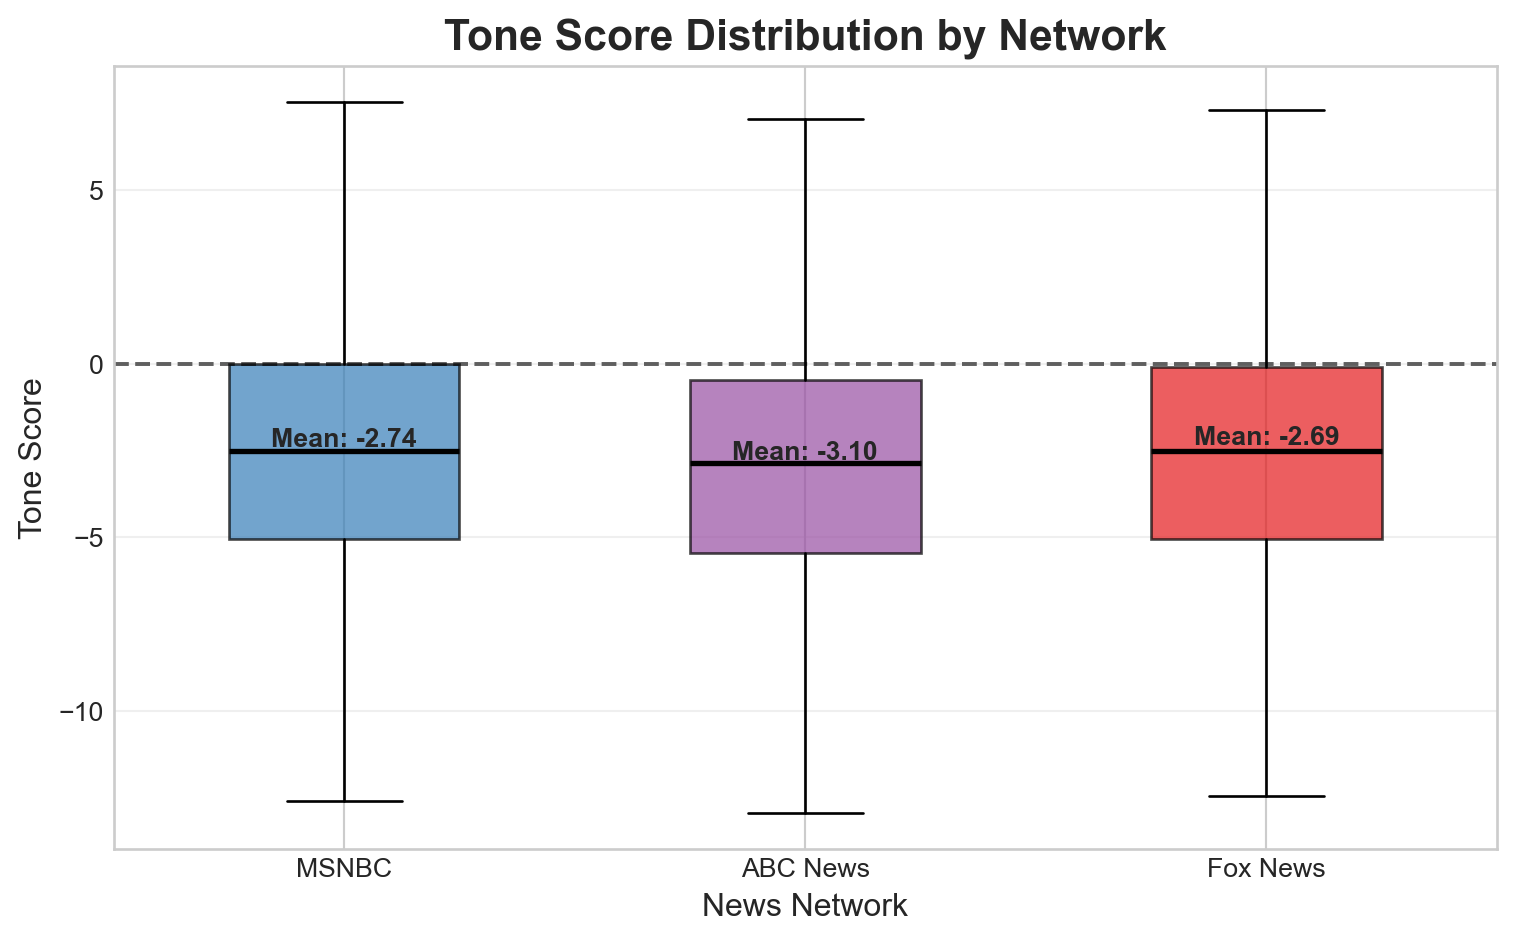 Tone Score Distribution by Network
Tone Score
5
0
−5
−10
Mean: -2.74
Mean: -3.10
Mean: -2.69
MSNBC
ABC News
Fox News
News Network